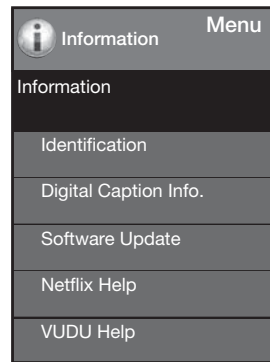 Information Menu
Information
Identification
Digital Caption Info.
Software Update
Netflix Help
VUDU Help